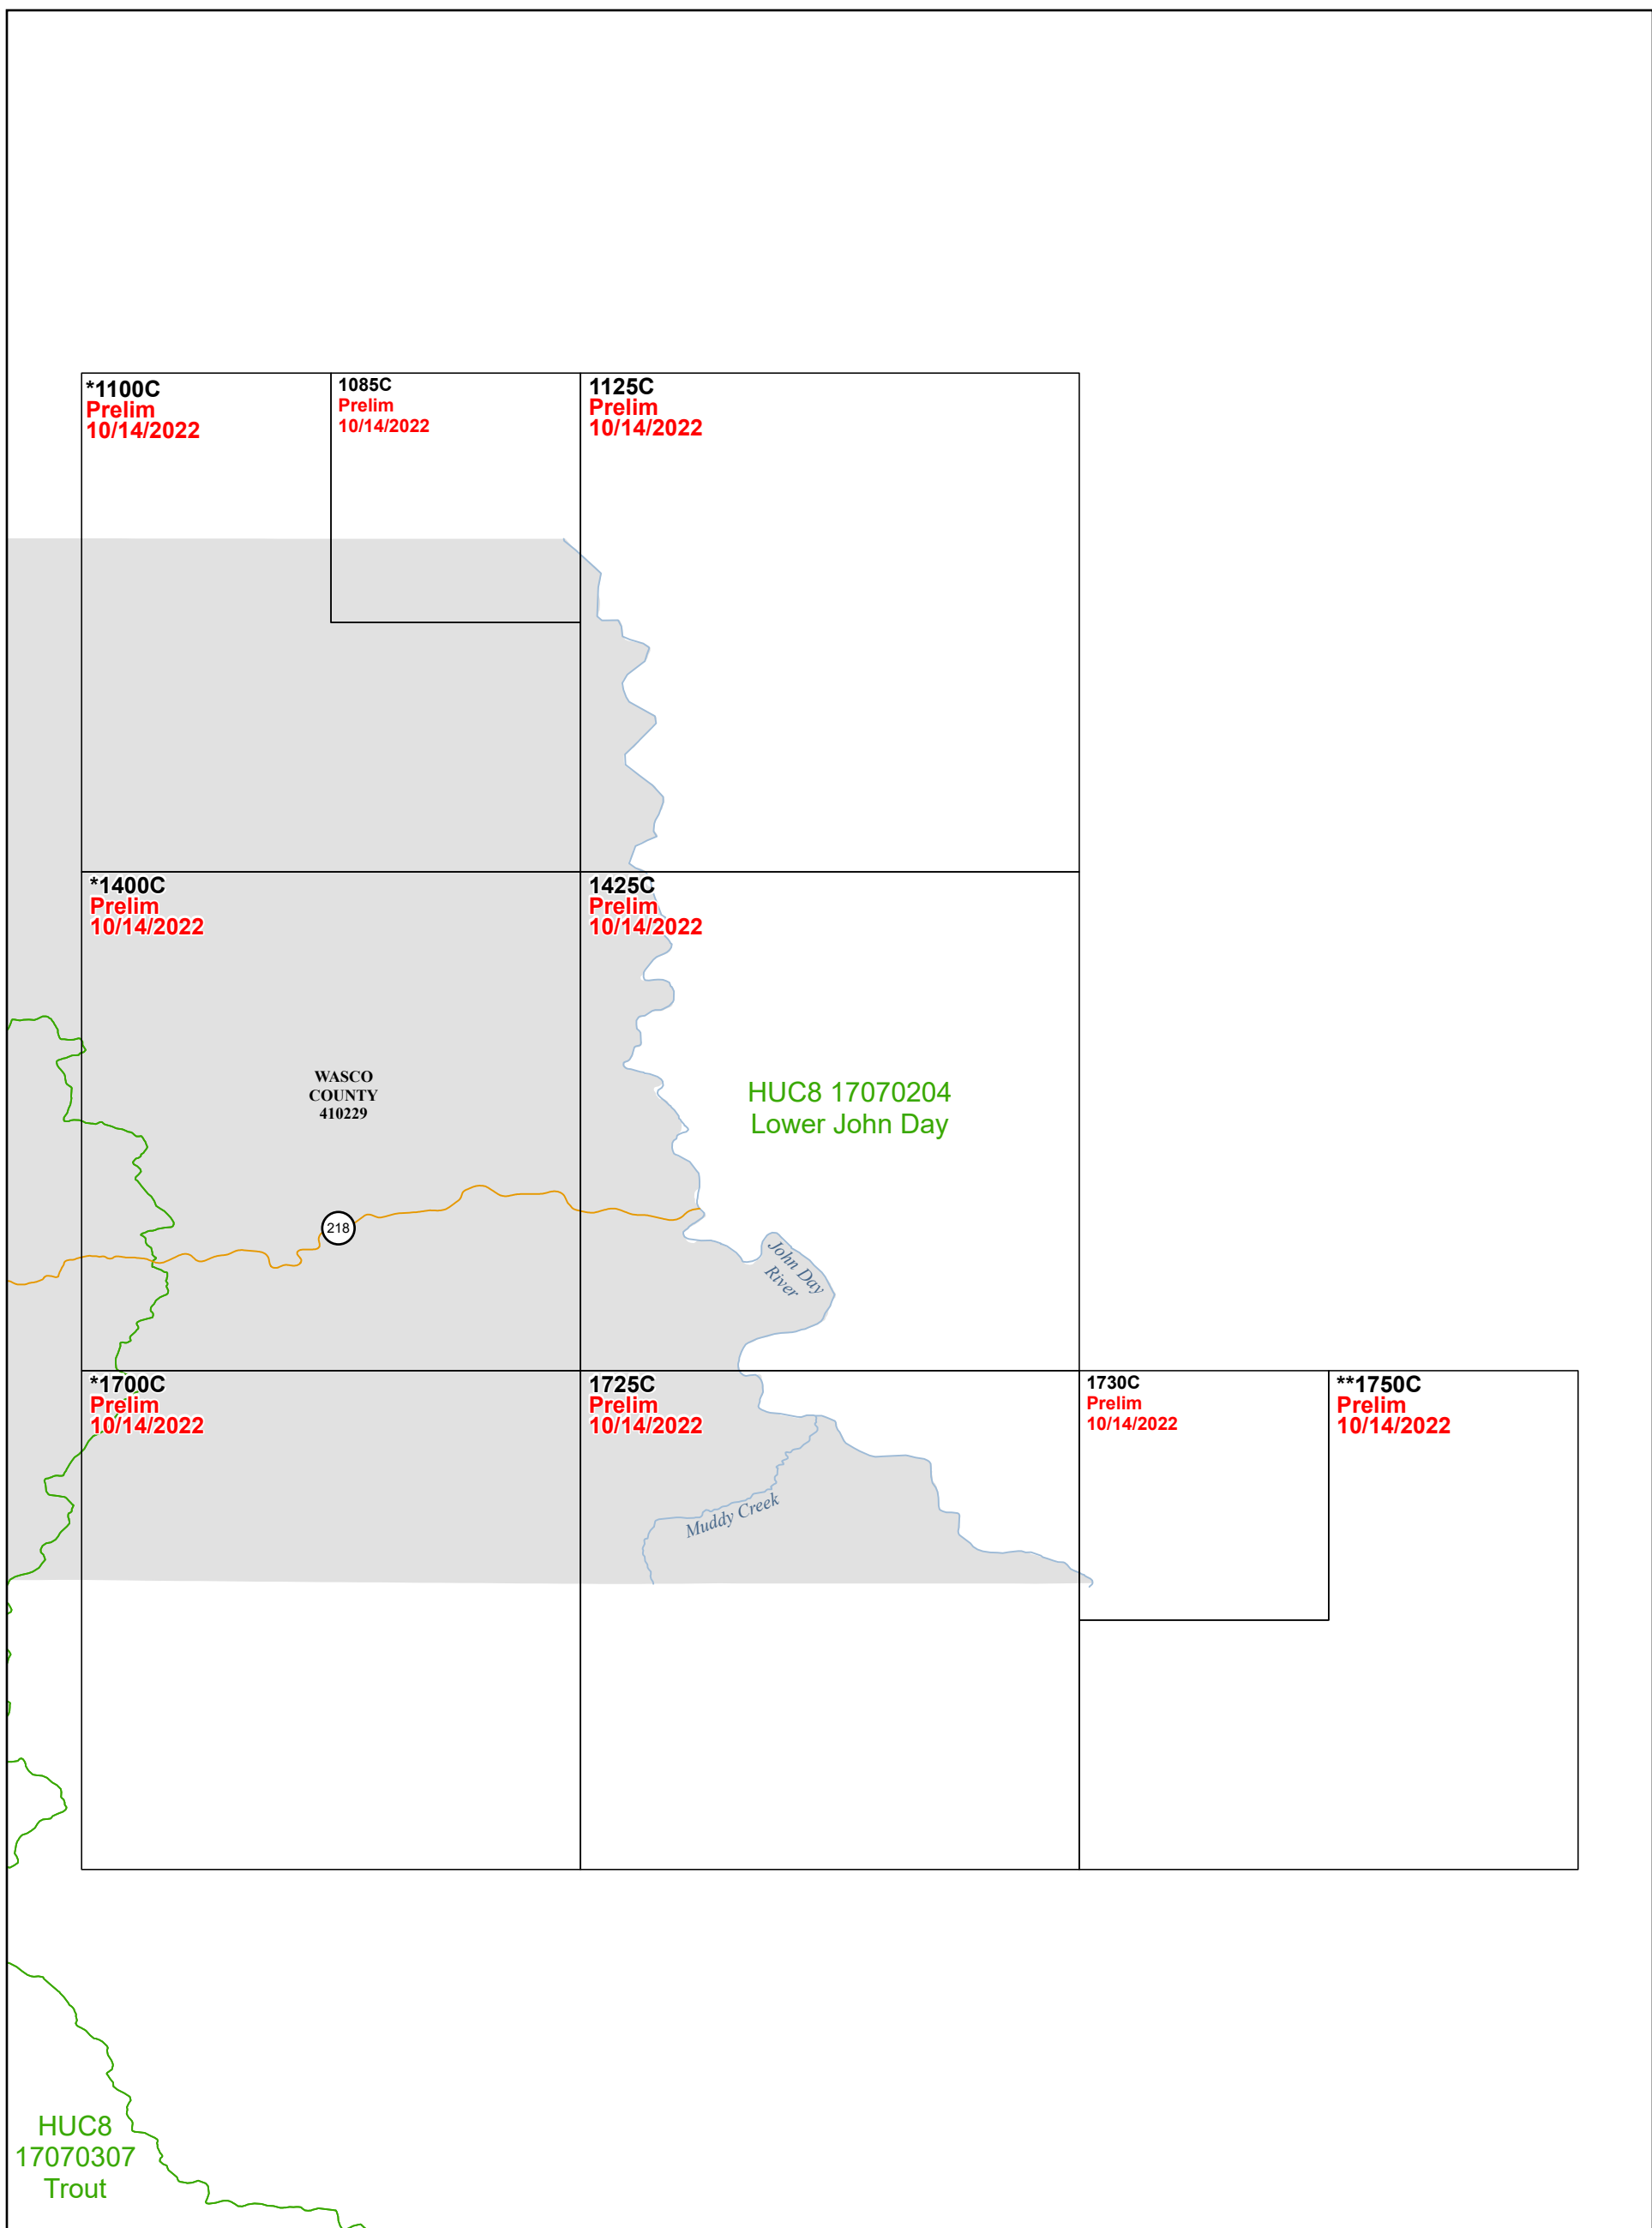 *1100C
Prelim
10/14/2022
1085C
Prelim
10/14/2022
1125C
Prelim
10/14/2022
*1400C
Prelim
10/14/2022
1425C
Prelim
10/14/2022
WASCO
COUNTY
410229
HUC8 17070204
Lower John Day
218
John Day
River
*1700C
Prelim
10/14/2022
1725C
Prelim
10/14/2022
1730C
Prelim
10/14/2022
**1750C
Prelim
10/14/2022
Muddy Creek
HUC8
17070307
Trout